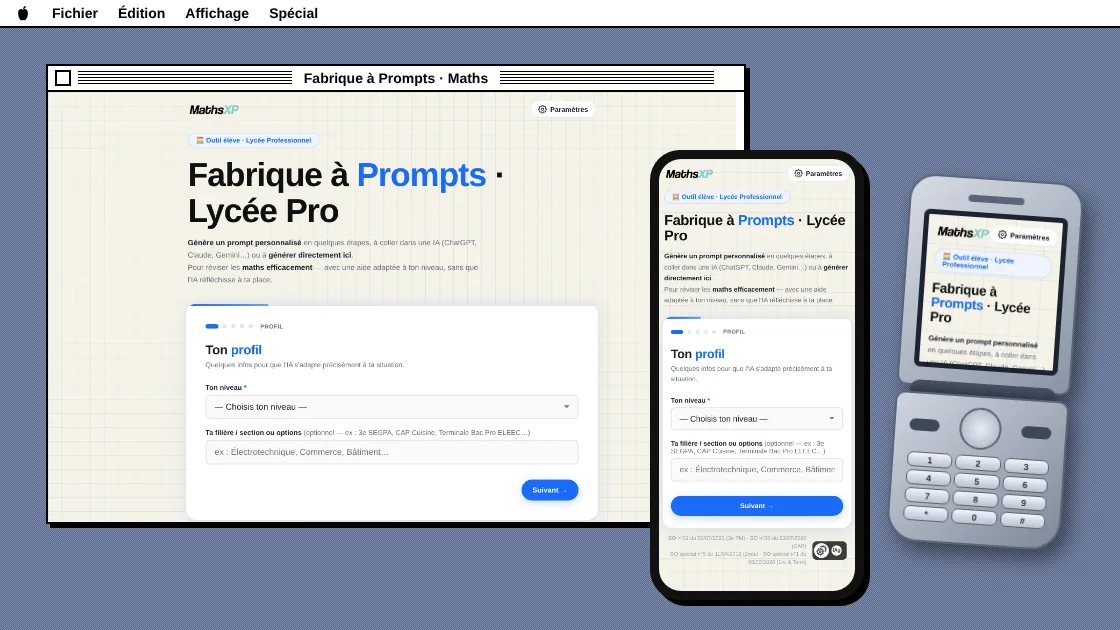 Fichier Édition Affichage Spécial
Fabrique à Prompts · Maths
MathsXP
Paramètres
Outil élève · Lycée Professionnel
Fabrique à Prompts ·
Lycée Pro
Génère un prompt personnalisé en quelques étapes, à coller dans une IA (ChatGPT,
Claude, Gemini…) ou à générer directement ici.
Pour réviser les maths efficacement — avec une aide adaptée à ton niveau, sans que
l'IA réfléchisse à ta place.
PROFIL
Ton profil
Quelques infos pour que l'IA s'adapte précisément à ta situation.
Ton niveau *
— Choisis ton niveau —
Ta filière / section ou options (optionnel — ex : 3e SEGPA, CAP Cuisine, Terminale Bac Pro ELEEC…)
ex : Électrotechnique, Commerce, Bâtiment…
Suivant →
MathsXP
Paramètres
Outil élève · Lycée Professionnel
Fabrique à Prompts · Lycée
Pro
Génère un prompt personnalisé en quelques étapes, à
coller dans une IA (ChatGPT, Claude, Gemini…) ou à générer
directement ici.
Pour réviser les maths efficacement — avec une aide
adaptée à ton niveau, sans que l'IA réfléchisse à ta place.
PROFIL
Ton profil
Quelques infos pour que l'IA s'adapte précisément à ta
situation.
Ton niveau *
— Choisis ton niveau —
Ta filière / section ou options (optionnel — ex : 3e
SEGPA, CAP Cuisine, Terminale Bac Pro ELEEC…)
ex : Électrotechnique, Commerce, Bâtimen
Suivant →
(CAP)
MathsXP
Paramètres
Outil élève · Lycée
Professionnel
Fabrique à
Prompts · Lycée
Pro
Génère un prompt personnalisé
en quelques étapes, à coller dans
1 2 3
4 5 6
7 8 9
* 0 #